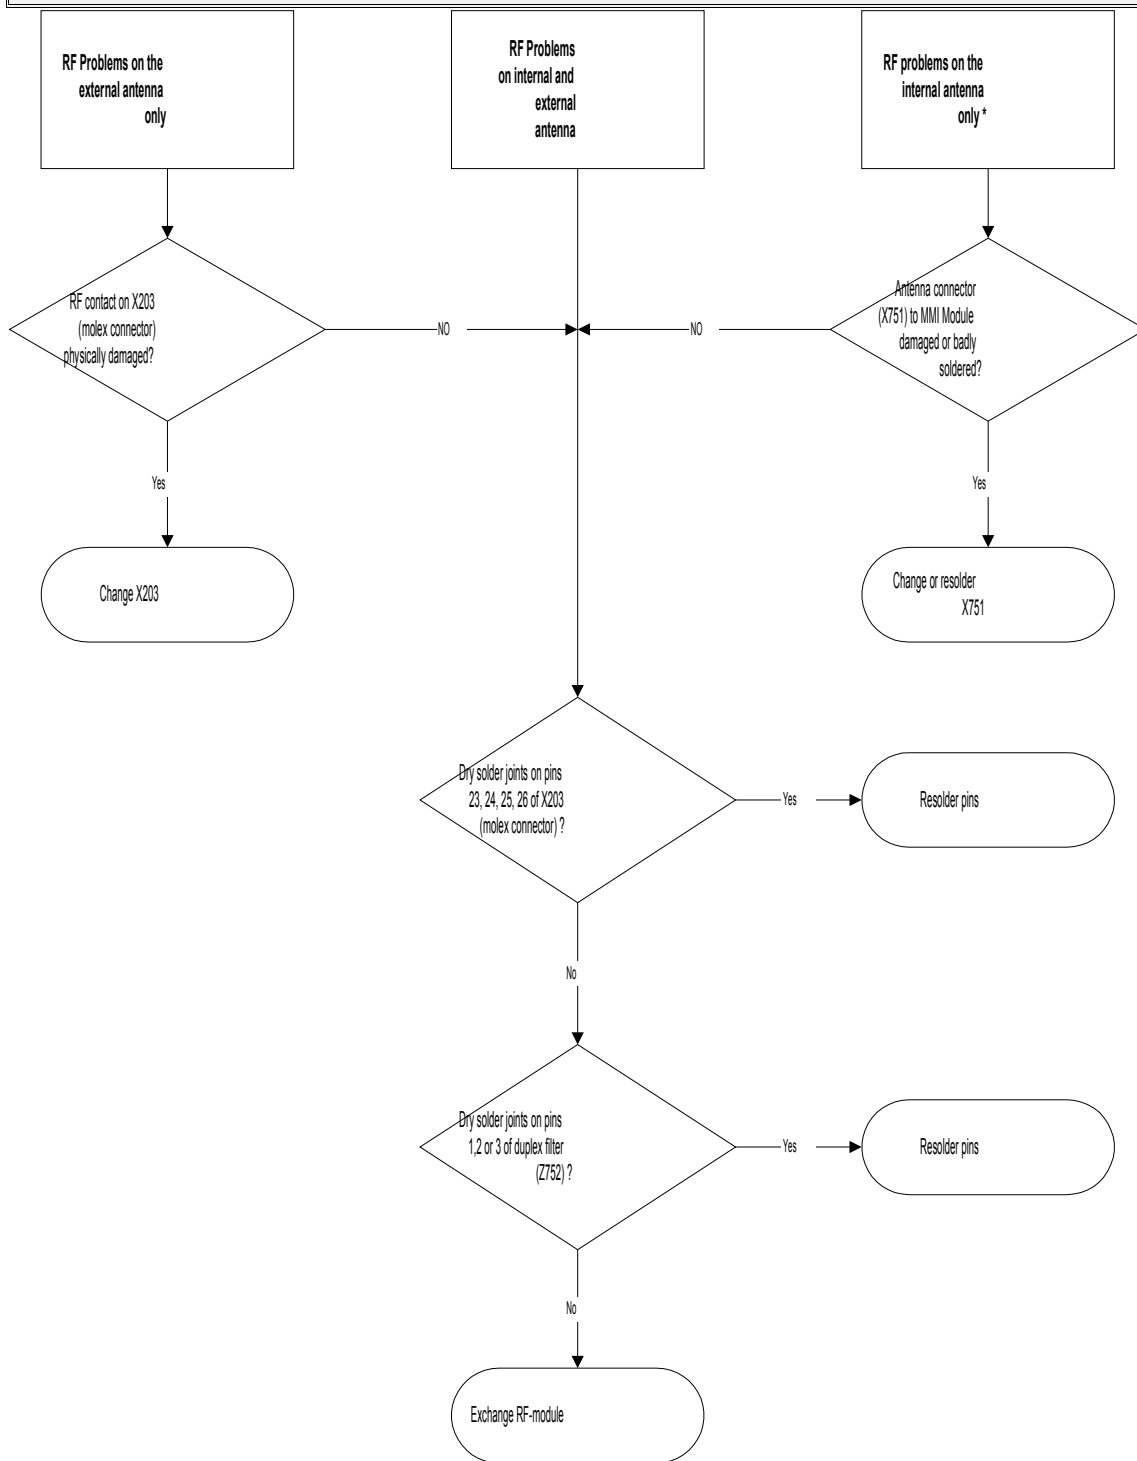 RF Problems on the
external antenna
only
RF Problems
on internal and
external
antenna
RF problems on the
internal antenna
only *
RF contact on X203
(molex connector)
physically damaged?
NO
NO
Antenna connector
(X751) to MMI Module
damaged or badly
soldered?
Yes
Yes
Change X203
Change or resolder
X751
Dry solder joints on pins
23, 24, 25, 26 of X203
(molex connector) ?
Yes
Resolder pins
No
Dry solder joints on pins
1,2 or 3 of duplex filter
(Z752) ?
Yes
Resolder pins
No
Exchange RF-module